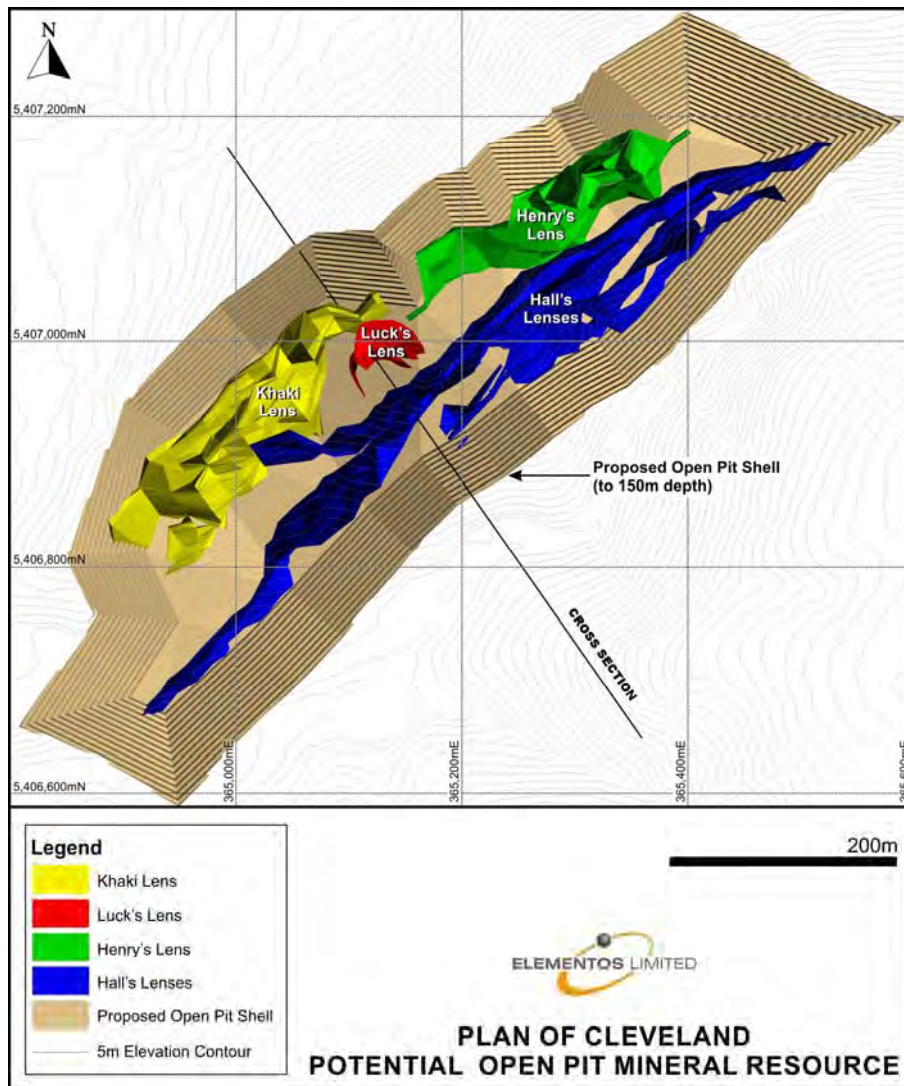 N
5,407,200mN
Henry's
Lens
Hall's
Lenses
5,407,000mN
Luck's
Lens
Khaki
Lens
Proposed Open Pit Shell
(to 150m depth)
5,406,800mN
CROSS SECTION
5,406,600mN
365,000mE
365,200mE
365,400mE
365,600mE
Legend
Khaki Lens
Luck's Lens
Henry's Lens
Hall's Lenses
Proposed Open Pit Shell
5m Elevation Contour
200m
ELEMENTOS LIMITED
PLAN OF CLEVELAND
POTENTIAL OPEN PIT MINERAL RESOURCE